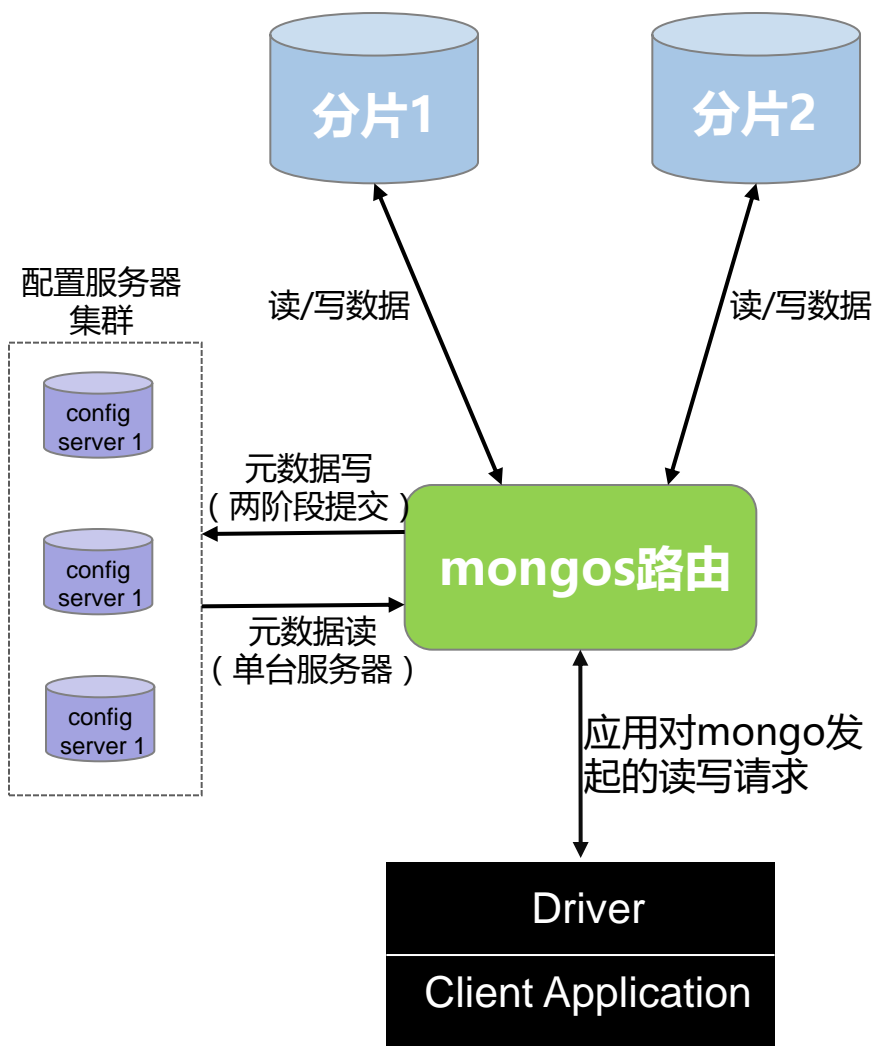 分片1
分片2
读/写数据
读/写数据
配置服务器
集群
config
server 1
config
server 1
config
server 1
元数据写
（两阶段提交）
元数据读
（单台服务器）
mongos路由
应用对mongo发
起的读写请求
Driver
Client Application